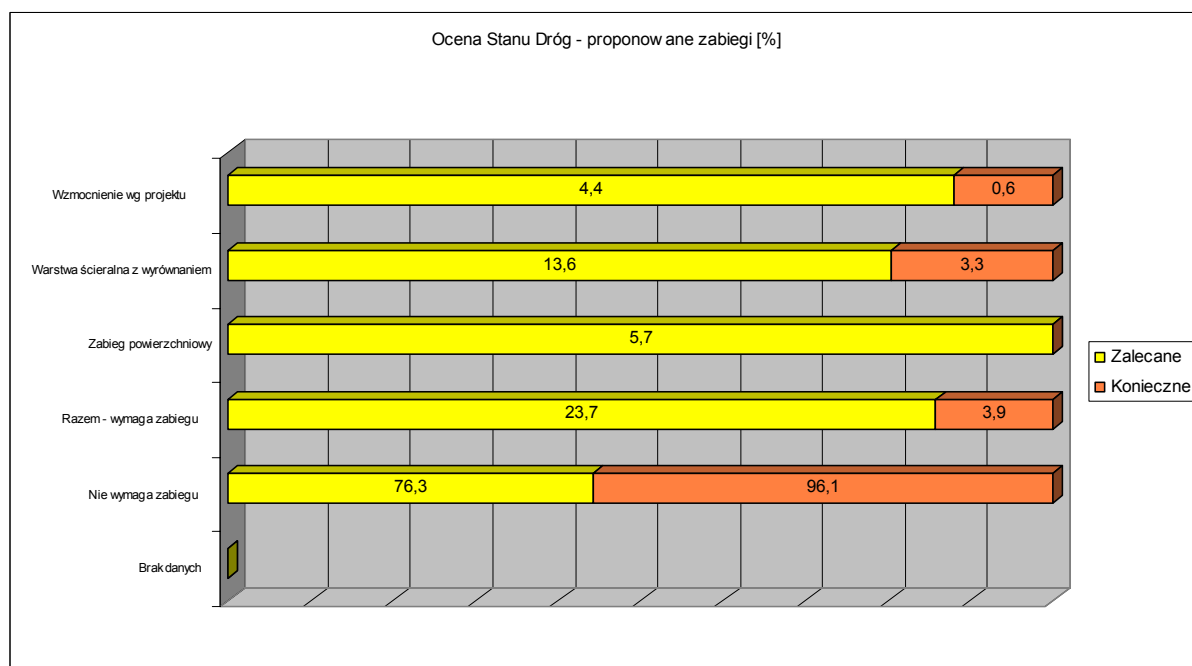 Ocena Stanu Dróg - proponowane zabiegi [%]
Wzmocnienie wg projektu
4,4
0,6
Warstwa ścieralna z wyrównaniem
13,6
3,3
Zabieg powierzchniowy
5,7
Razem - wymaga zabiegu
23,7
3,9
Nie wymaga zabiegu
76,3
96,1
Brak danych
Zalecane
Konieczne